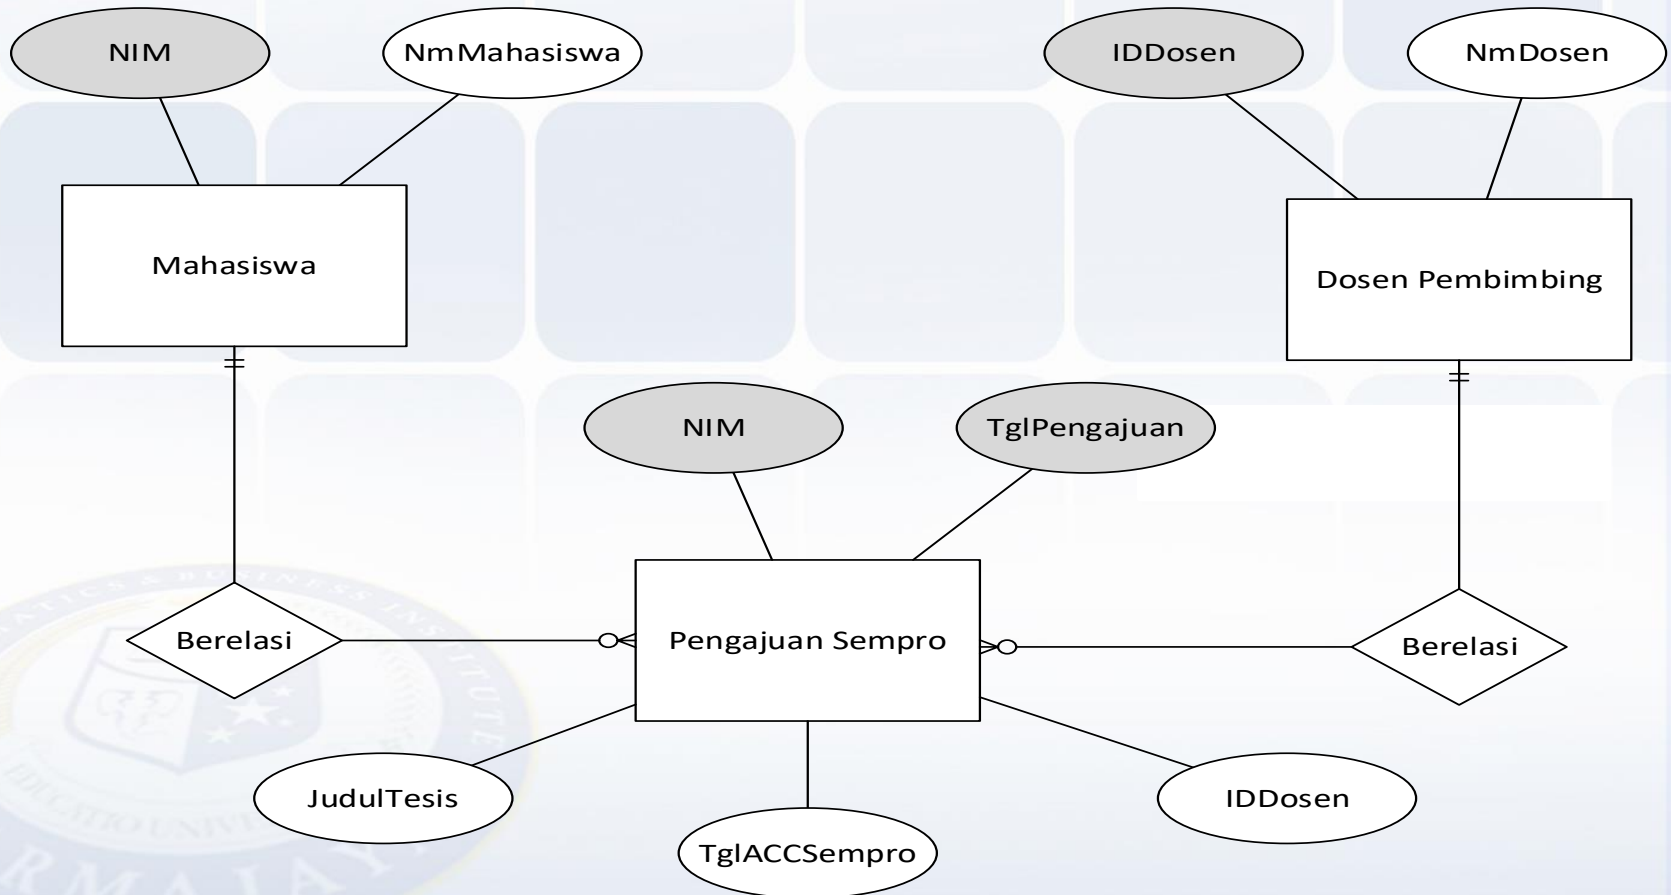 NIM
NmMahasiswa
IDDosen
NmDosen
Mahasiswa
Dosen Pembimbing
NIM
TglPengajuan
Berelasi
Pengajuan Sempro
Berelasi
JudulTesis
TglACCSempro
IDDosen